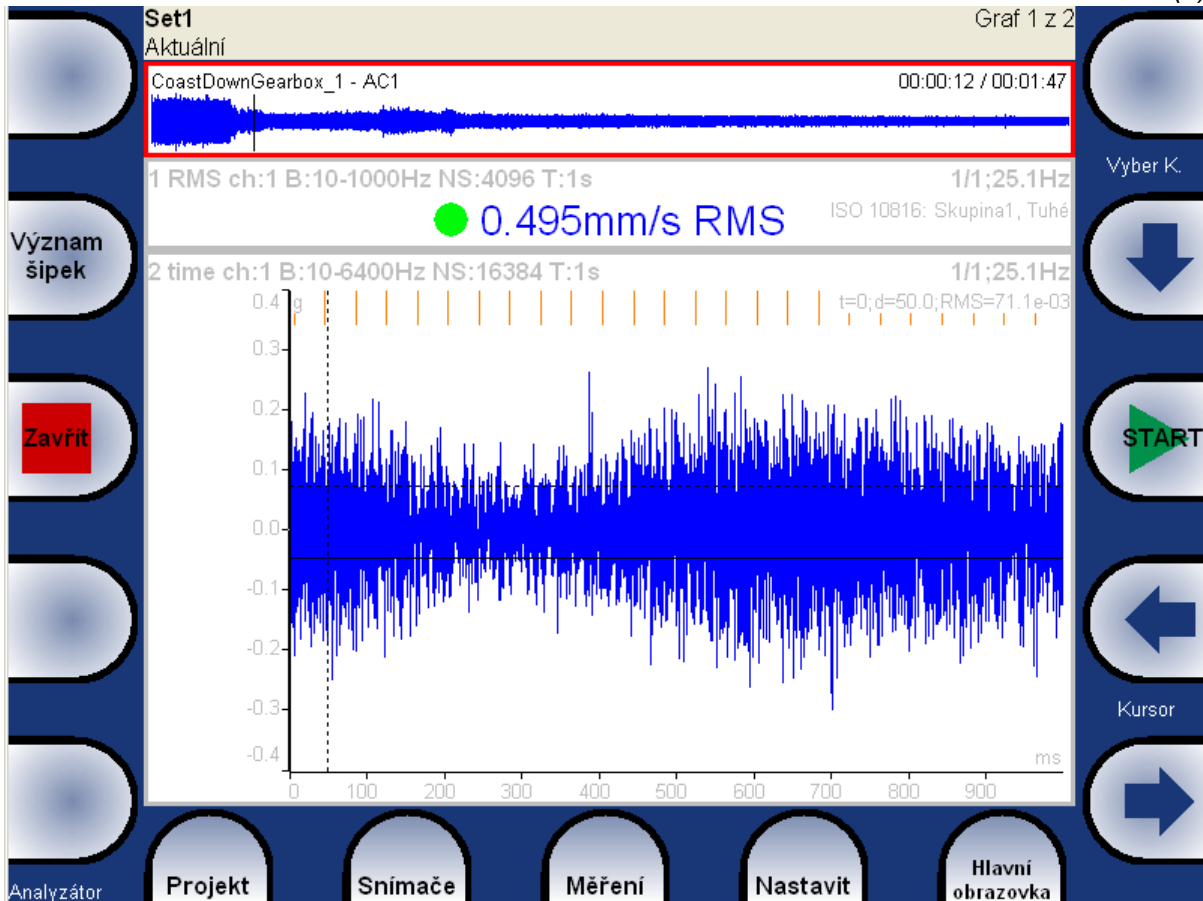 Set1
Graf 1 z 2
Aktuální
CoastDownGearbox_1 - AC1
00:00:12 / 00:01:47
Vyber K.
1 RMS ch:1 B:10-1000Hz NS:4096 T:1s
1/1;25.1Hz
0.495mm/s RMS
ISO 10816: Skupina1, Tuhé
Význam
šipek
2 time ch:1 B:10-6400Hz NS:16384 T:1s
1/1;25.1Hz
0.4
g
t=0;d=50.0;RMS=71.1e-03
0.3
0.2
Zavřít
START
0.1
0.0
-0.1
-0.2
-0.3
Kursor
-0.4
ms
0 100 200 300 400 500 600 700 800 900
Analyzátor
Projekt
Snímače
Měření
Nastavit
Hlavní
obrazovka